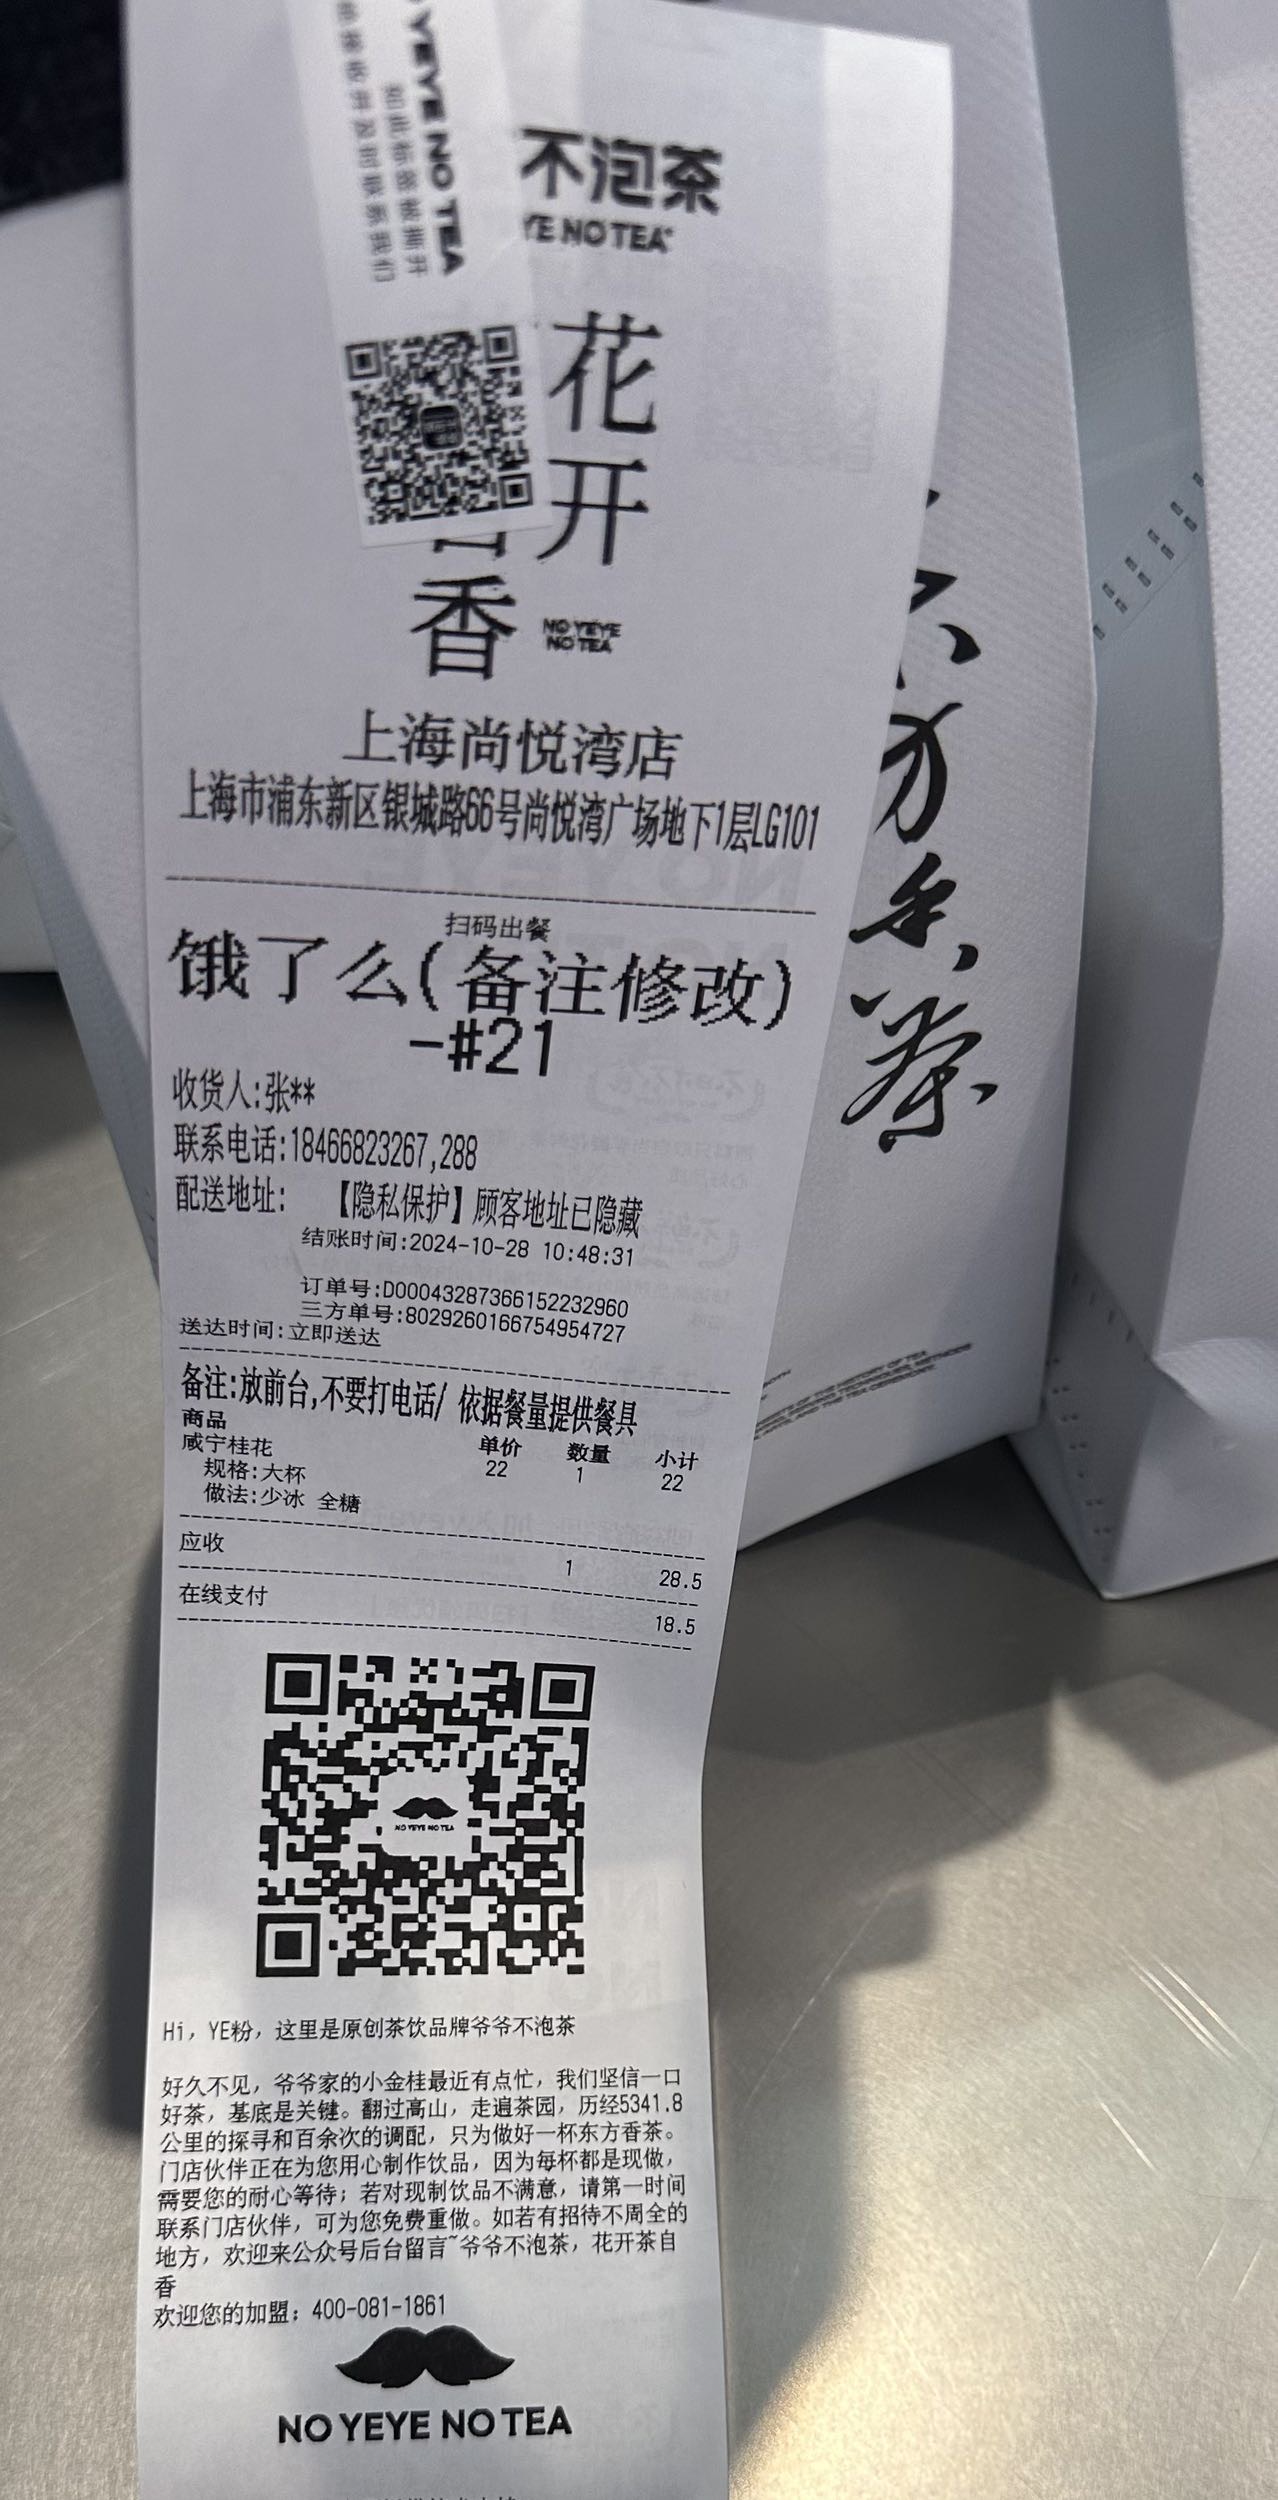 YEYE NO TEA
不泡茶
YE NO TEA
花开
香
NO YEYE
NO TEA
上海尚悦湾店
上海市浦东新区银城路66号尚悦湾广场地下1层LG101
扫码出餐
饿了么(备注修改)
-#21
收货人:张**
联系电话:18466823267,288
配送地址: 【隐私保护】顾客地址已隐藏
结账时间:2024-10-28 10:48:31
订单号:D00043287366152232960
三方单号:8029260166754954727
送达时间:立即送达
备注:放前台,不要打电话/ 依据餐量提供餐具
商品 单价 数量 小计
咸宁桂花 22 1 22
规格:大杯
做法:少冰 全糖
应收 1 28.5
在线支付 18.5
NO YEYE NO TEA
Hi，YE粉，这里是原创茶饮品牌爷爷不泡茶
好久不见，爷爷家的小金桂最近有点忙，我们坚信一口
好茶，基底是关键。翻过高山，走遍茶园，历经5341.8
公里的探寻和百余次的调配，只为做好一杯东方香茶。
门店伙伴正在为您用心制作饮品，因为每杯都是现做，
需要您的耐心等待；若对现制饮品不满意，请第一时间
联系门店伙伴，可为您免费重做。如若有招待不周全的
地方，欢迎来公众号后台留言~爷爷不泡茶，花开茶自
香
欢迎您的加盟：400-081-1861
NO YEYE NO TEA
方香茶